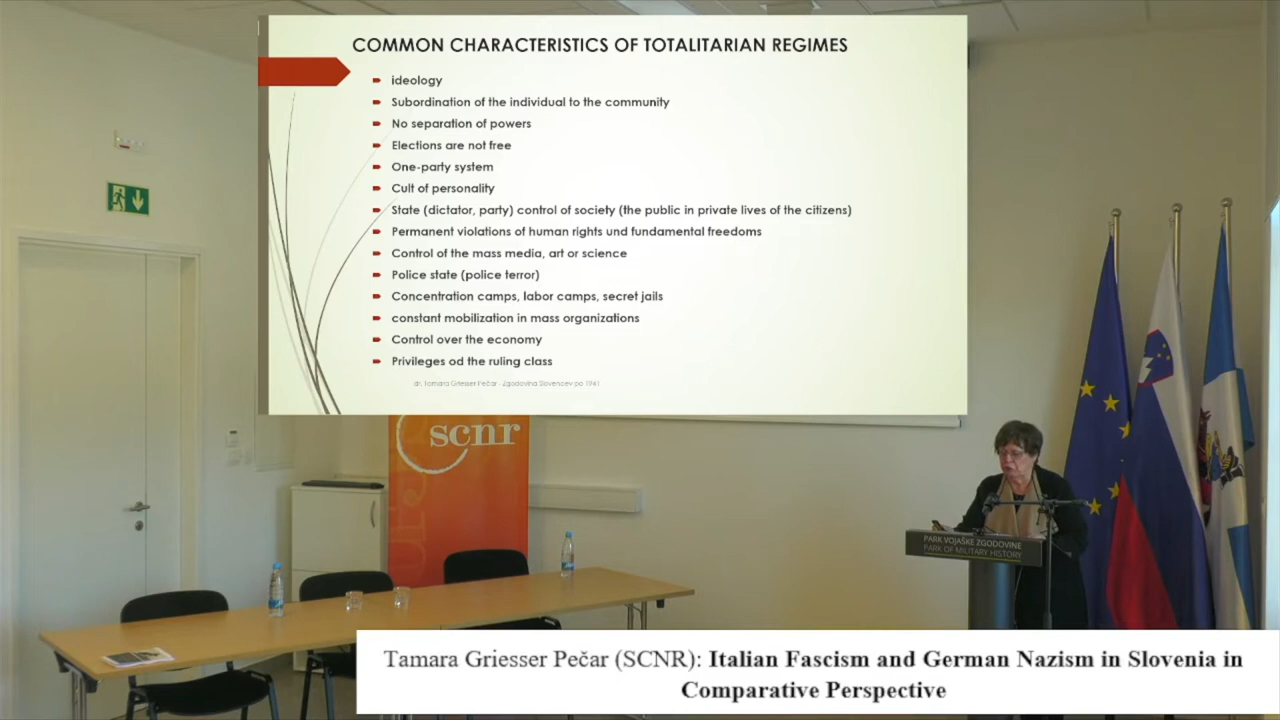 COMMON CHARACTERISTICS OF TOTALITARIAN REGIMES
ideology
Subordination of the individual to the community
No separation of powers
Elections are not free
One-party system
Cult of personality
State (dictator, party) control of society (the public in private lives of the citizens)
Permanent violations of human rights und fundamental freedoms
Control of the mass media, art or science
Police state (police terror)
Concentration camps, labor camps, secret jails
constant mobilization in mass organizations
Control over the economy
Privileges od the ruling class
dr. Tamara Griesser Pečar - Zgodovina Slovencev po 1941
scnr
PARK VOJAŠKE ZGODOVINE
PARK OF MILITARY HISTORY
Tamara Griesser Pečar (SCNR): Italian Fascism and German Nazism in Slovenia in
Comparative Perspective